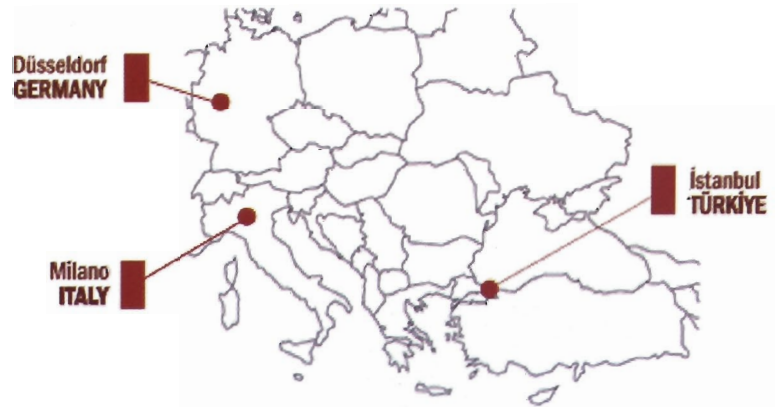 Düsseldorf
GERMANY
İstanbul
TÜRKİYE
Milano
ITALY